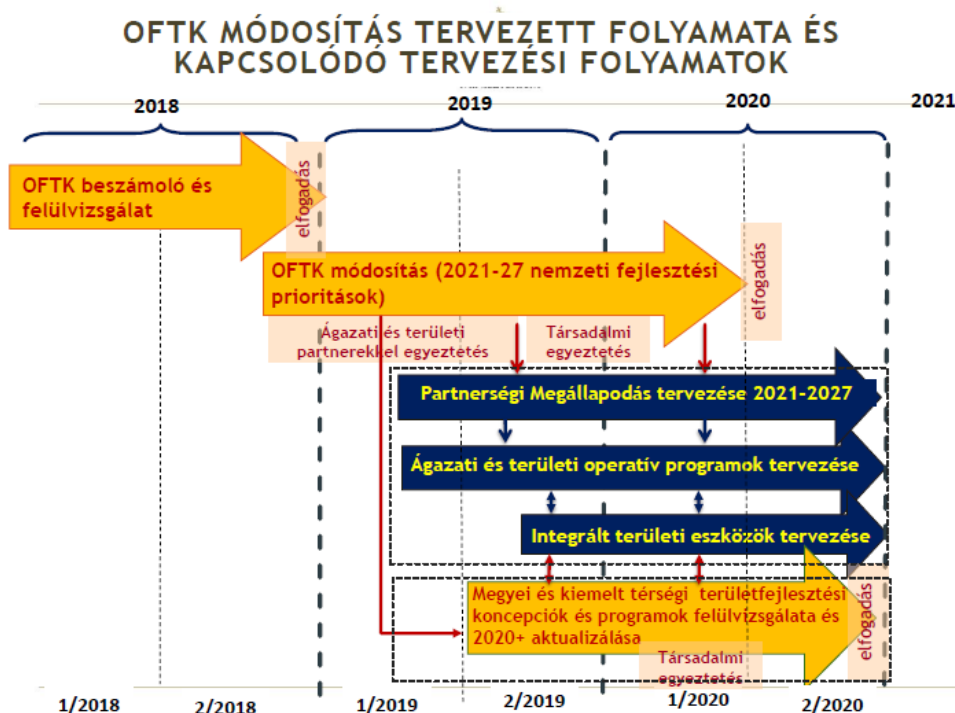 OFTK MÓDOSÍTÁS TERVEZETT FOLYAMATA ÉS
KAPCSOLÓDÓ TERVEZÉSI FOLYAMATOK
2018
2019
2020
2021
OFTK beszámoló és
felülvizsgálat
elfogadás
OFTK módosítás (2021-27 nemzeti fejlesztési
prioritások)
elfogadás
Ágazati és területi
partnerekkel egyeztetés
Társadalmi
egyeztetés
Partnerségi Megállapodás tervezése 2021-2027
Ágazati és területi operatív programok tervezése
Integrált területi eszközök tervezése
Megyei és kiemelt térségi területfejlesztési
koncepciók és programok felülvizsgálata és
2020+ aktualizálása
elfogadás
Társadalmi
egyeztetés
1/2018
2/2018
1/2019
2/2019
1/2020
2/2020